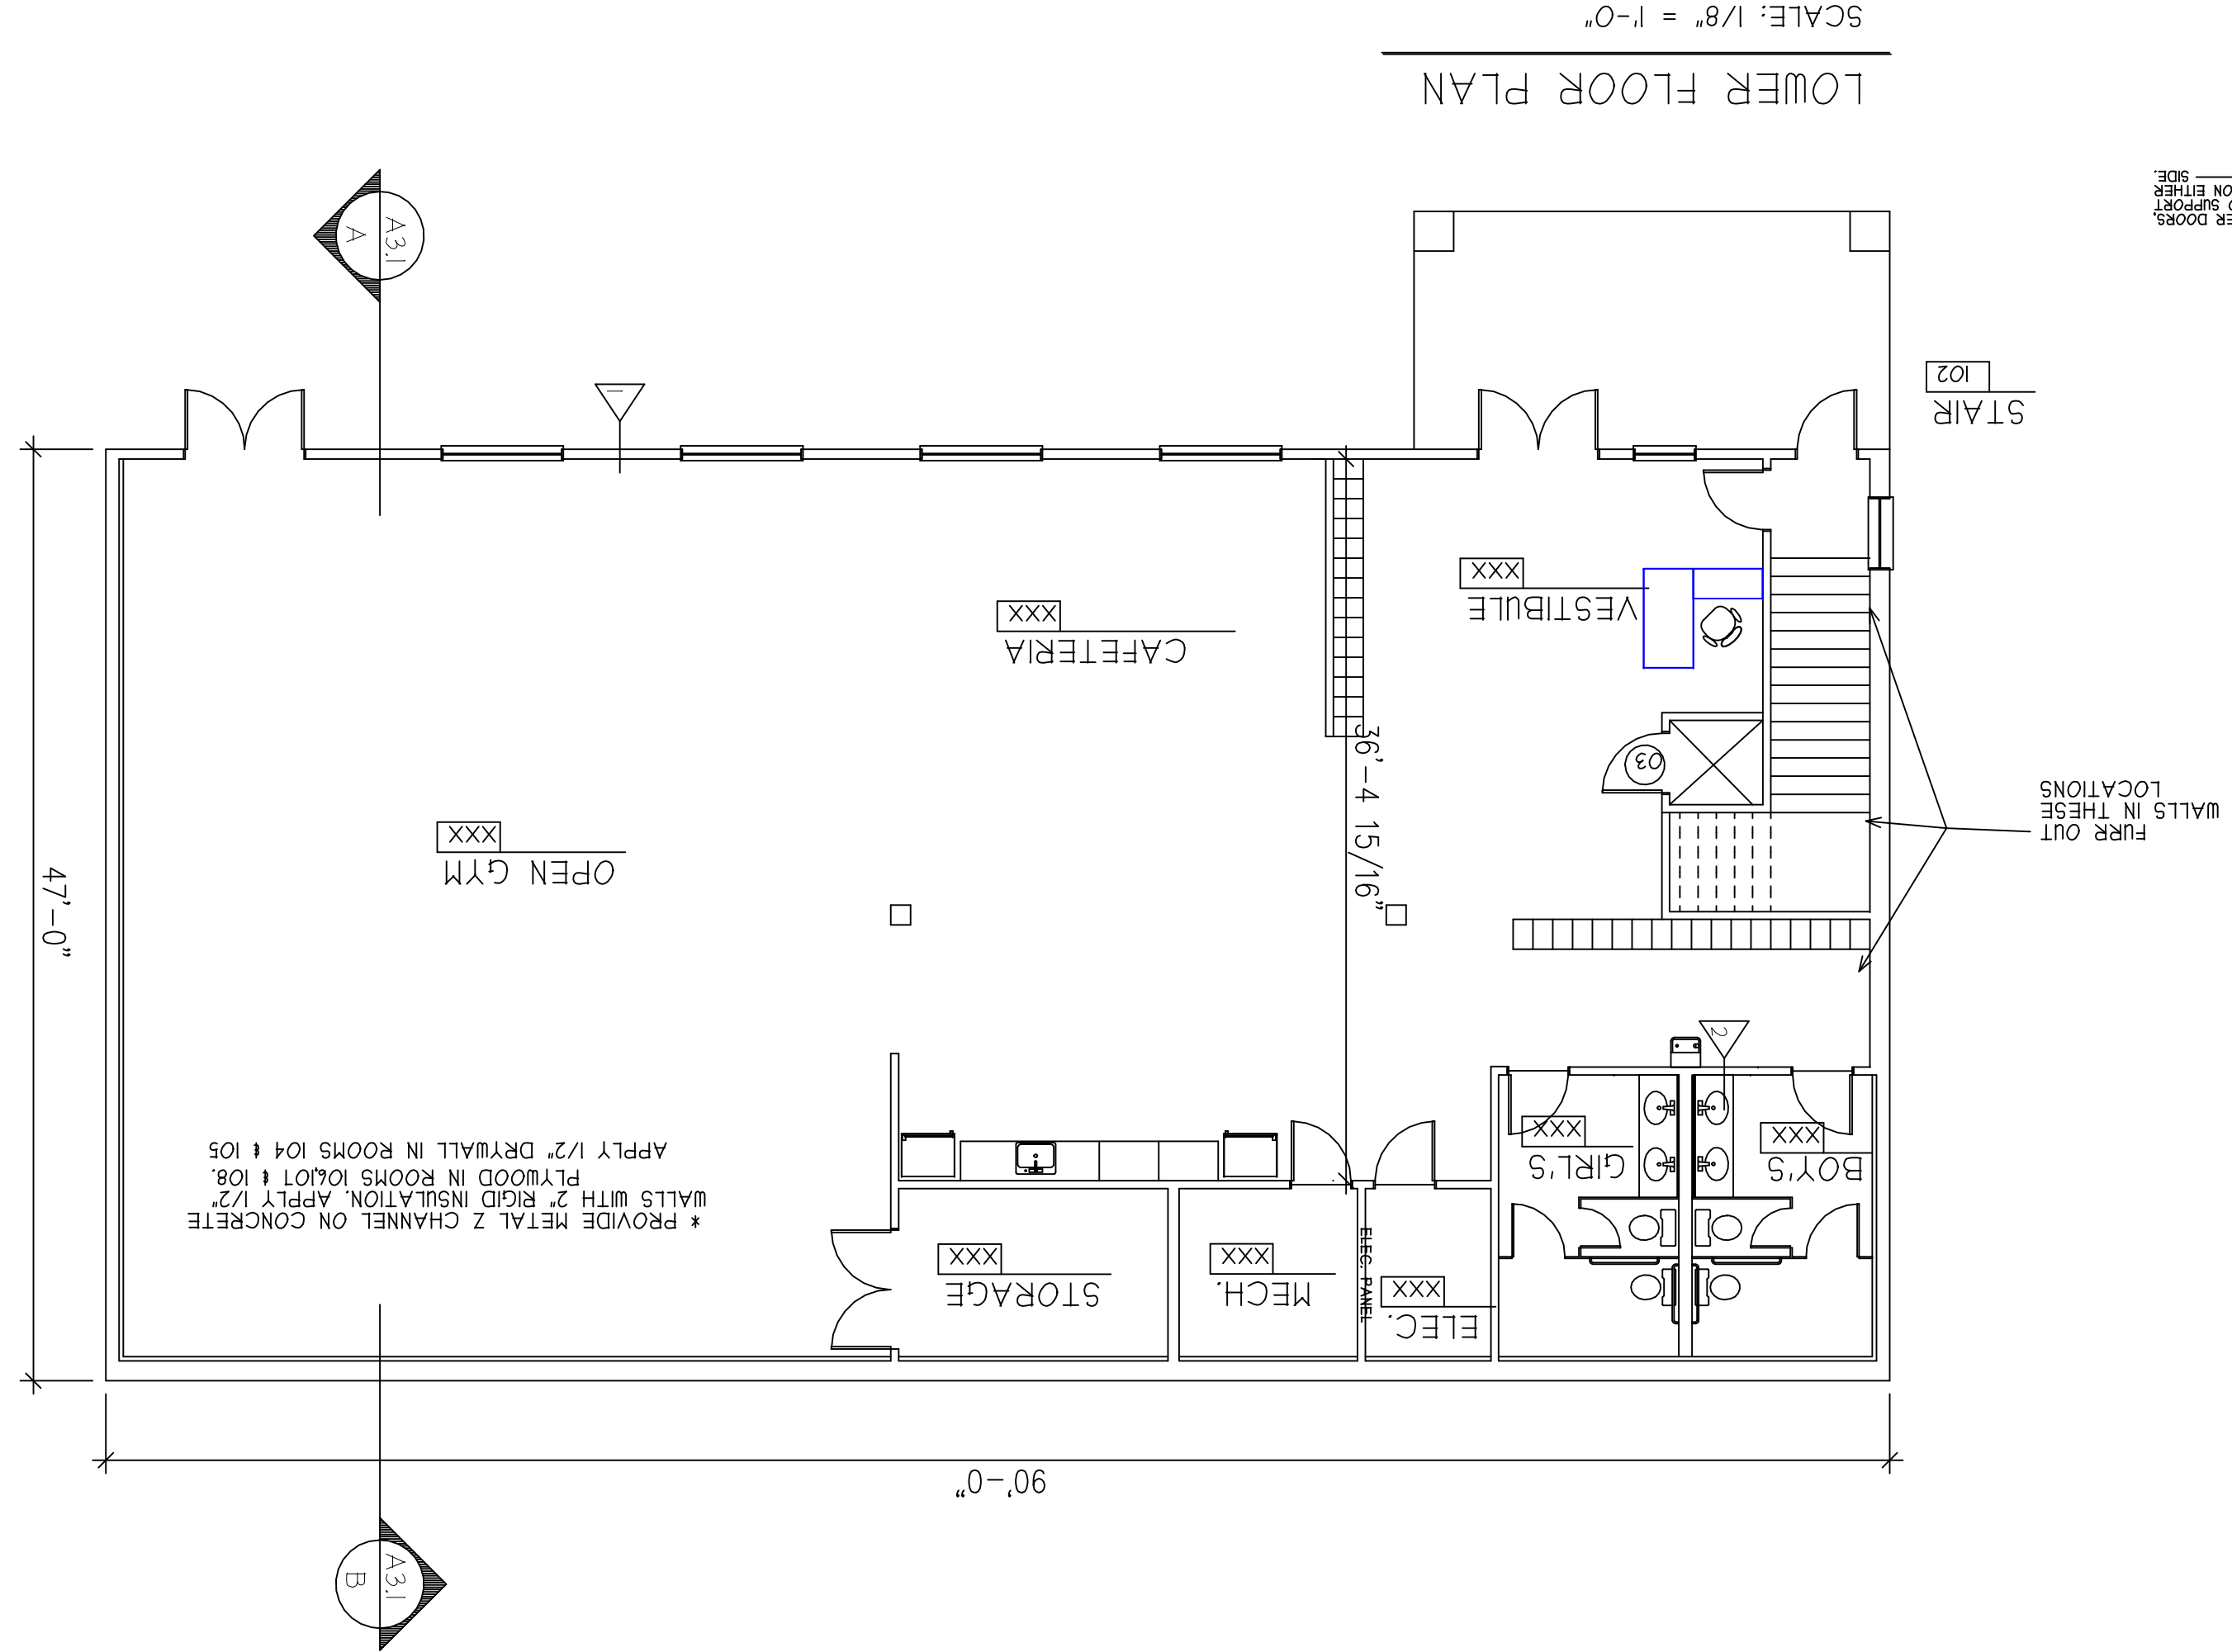 B
A3.1
90'-0"
ELEC.
XXX
BOY'S
XXX
GIRL'S
XXX
ELEC. PANEL
MECH.
XXX
STORAGE
XXX
* PROVIDE METAL Z CHANNEL ON CONCRETE
WALLS WITH 2" RIGID INSULATION. APPLY 1/2"
PLYWOOD IN ROOMS 106,107 & 108.
APPLY 1/2" DRYWALL IN ROOMS 104 & 105
2
47'-0"
36'-4 15/16"
OPEN GYM
XXX
FURR OUT
WALLS IN THESE
LOCATIONS
03
CAFETERIA
XXX
VESTIBULE
XXX
STAIR
102
1
A3.1
A
ER DOORS,
O SUPPORT
ON EITHER
SIDE.
LOWER FLOOR PLAN
SCALE: 1/8" = 1'-0"